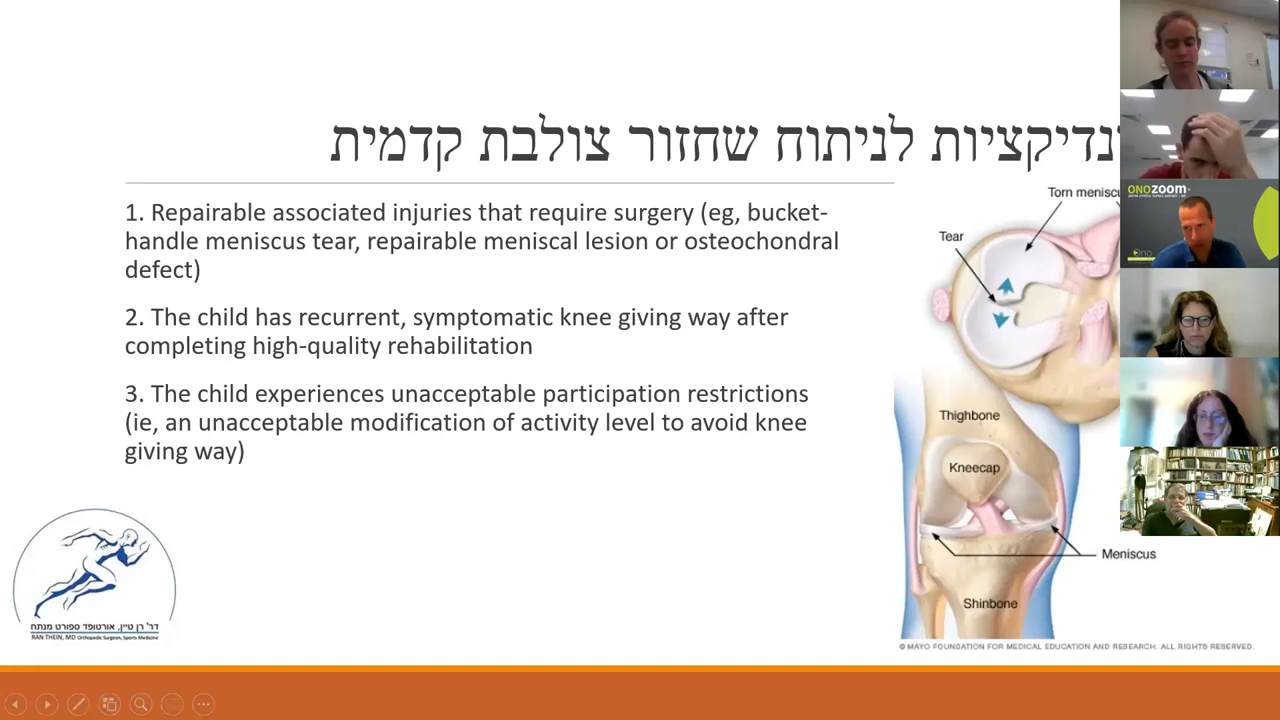 נדיקציות לניתוח שחזור צולבת קדמית
1. Repairable associated injuries that require surgery (eg, bucket-
handle meniscus tear, repairable meniscal lesion or osteochondral
defect)
2. The child has recurrent, symptomatic knee giving way after
completing high-quality rehabilitation
3. The child experiences unacceptable participation restrictions
(ie, an unacceptable modification of activity level to avoid knee
giving way)
Torn meniscu
Tear
Thighbone
Kneecap
Meniscus
Shinbone
© MAYO FOUNDATION FOR MEDICAL EDUCATION AND RESEARCH. ALL RIGHTS RESERVED.
דר' רן טיין, אורטופד ספורט מנתח
RAN THEIN, MD Orthopedic Surgeon, Sports Medicine
ONOZOOM
Ono